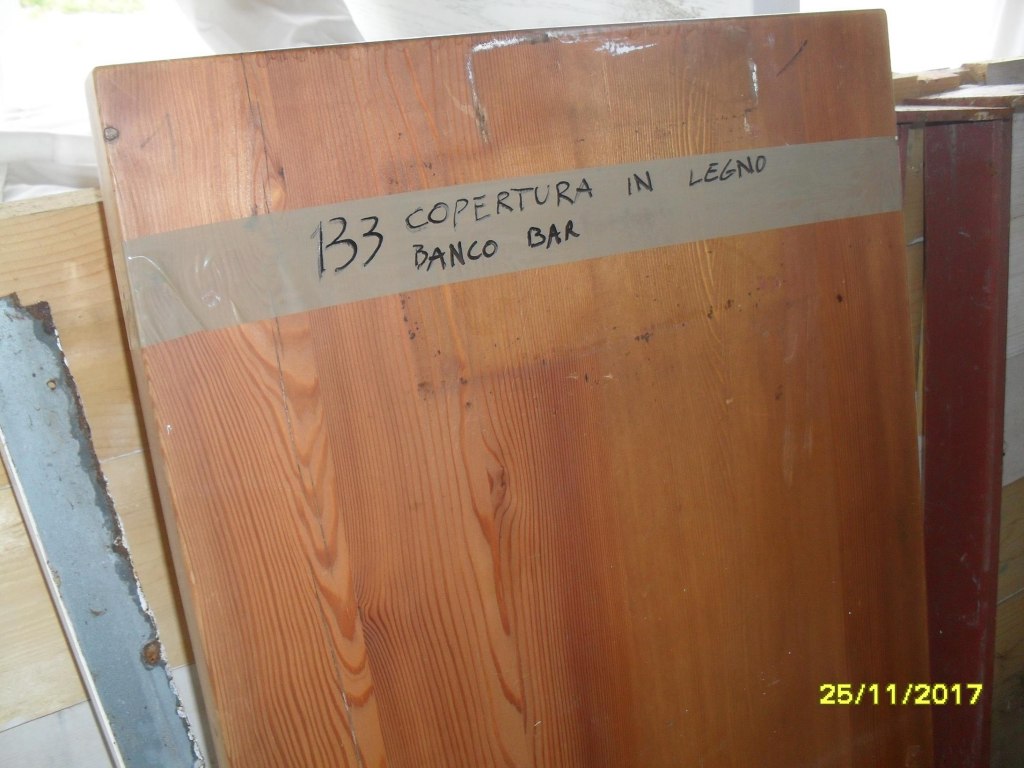 133 COPERTURA IN LEGNO
BANCO BAR
25/11/2017